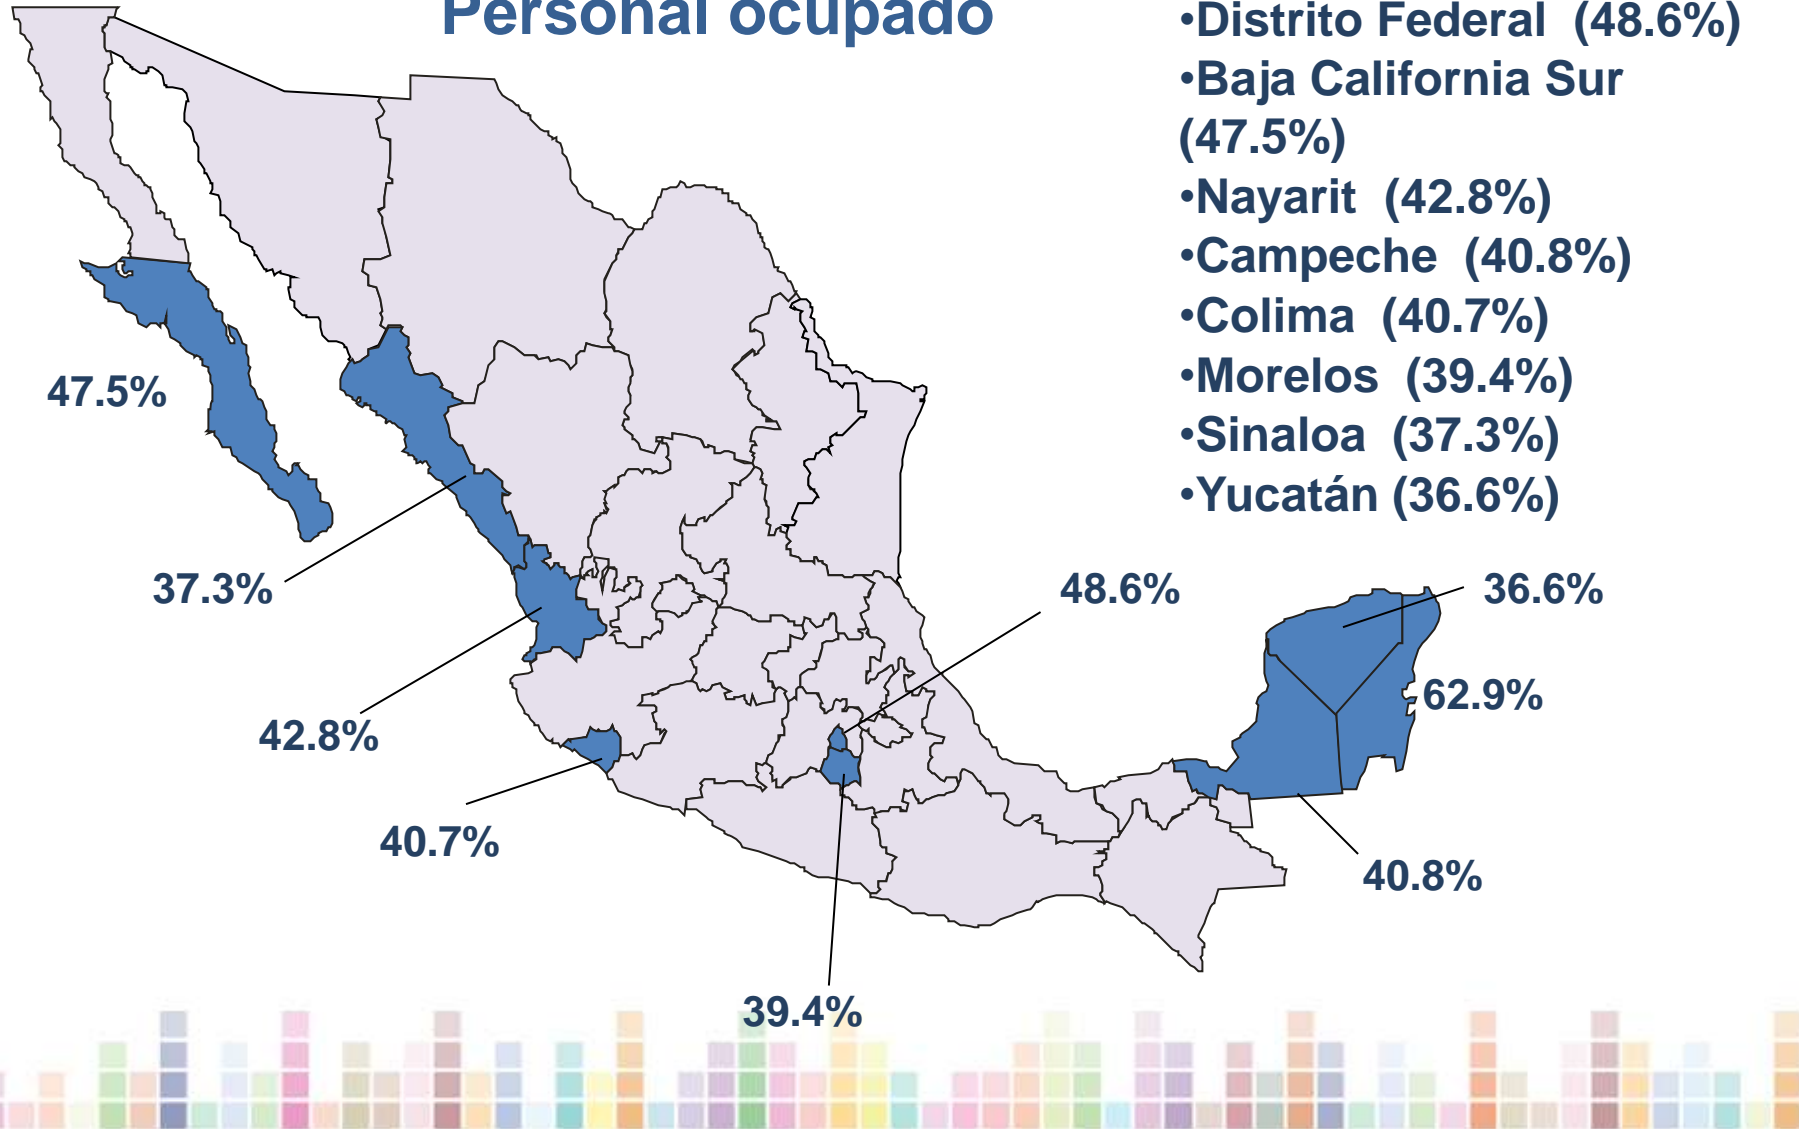 Personal ocupado
•Distrito Federal (48.6%)
•Baja California Sur
(47.5%)
•Nayarit (42.8%)
•Campeche (40.8%)
•Colima (40.7%)
•Morelos (39.4%)
•Sinaloa (37.3%)
•Yucatán (36.6%)
47.5%
37.3%
48.6%
36.6%
62.9%
42.8%
40.7%
40.8%
39.4%